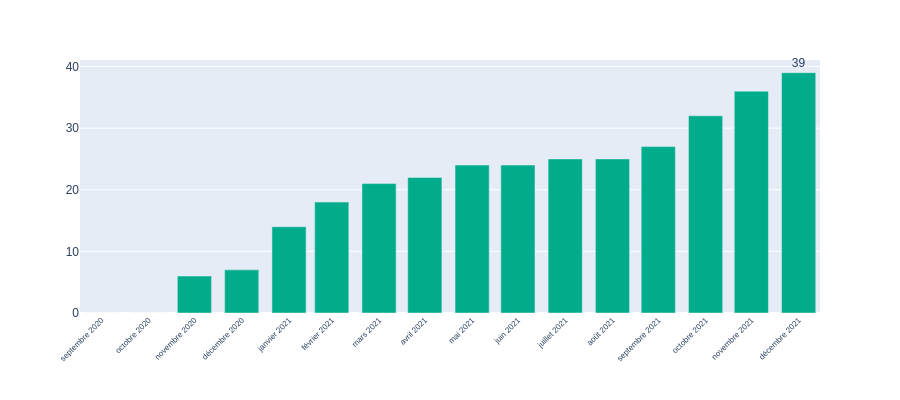 39
40
30
20
10
0
septembre 2020
octobre 2020
novembre 2020
décembre 2020
janvier 2021
février 2021
mars 2021
avril 2021
mai 2021
juin 2021
juillet 2021
août 2021
septembre 2021
octobre 2021
novembre 2021
décembre 2021